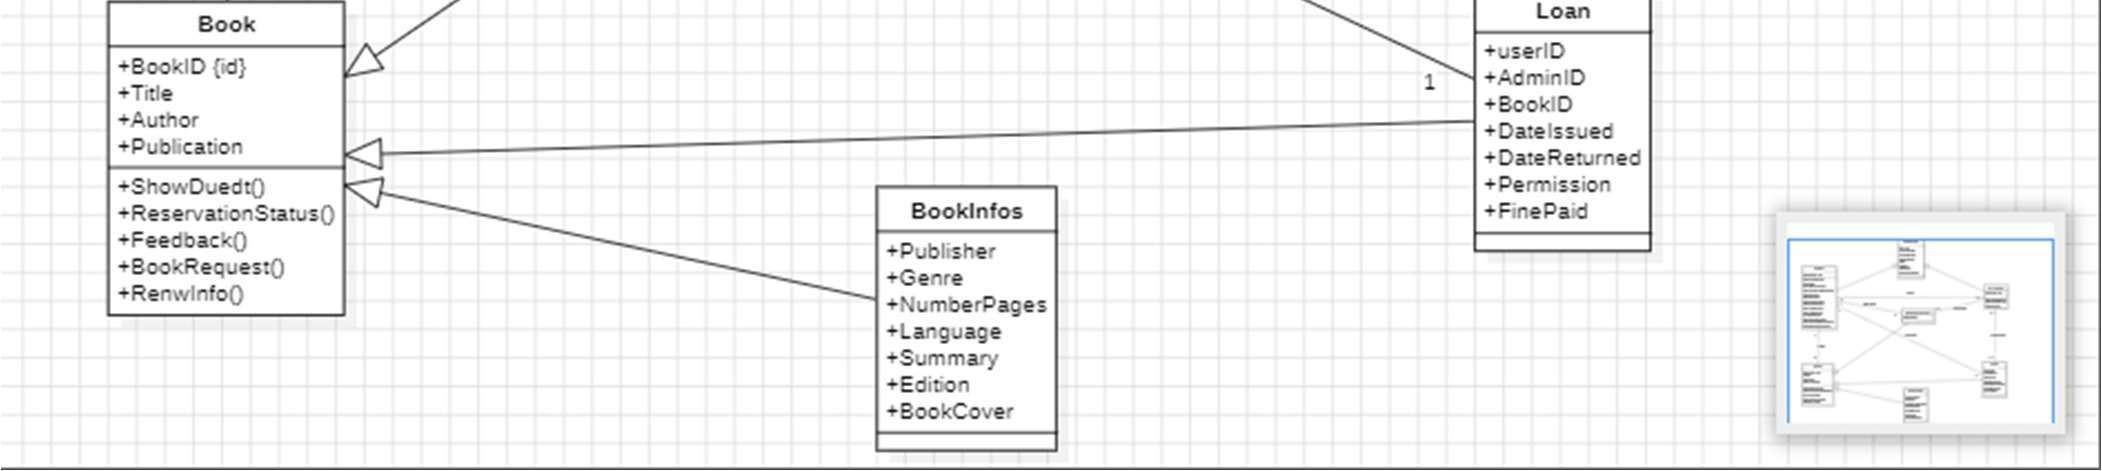 Book
+BookID {id}
+Title
+Author
+Publication
+ShowDuedt()
+ReservationStatus()
+Feedback()
+BookRequest()
+RenwInfo()
BookInfos
+Publisher
+Genre
+NumberPages
+Language
+Summary
+Edition
+BookCover
1
Loan
+userID
+AdminID
+BookID
+DateIssued
+DateReturned
+Permission
+FinePaid